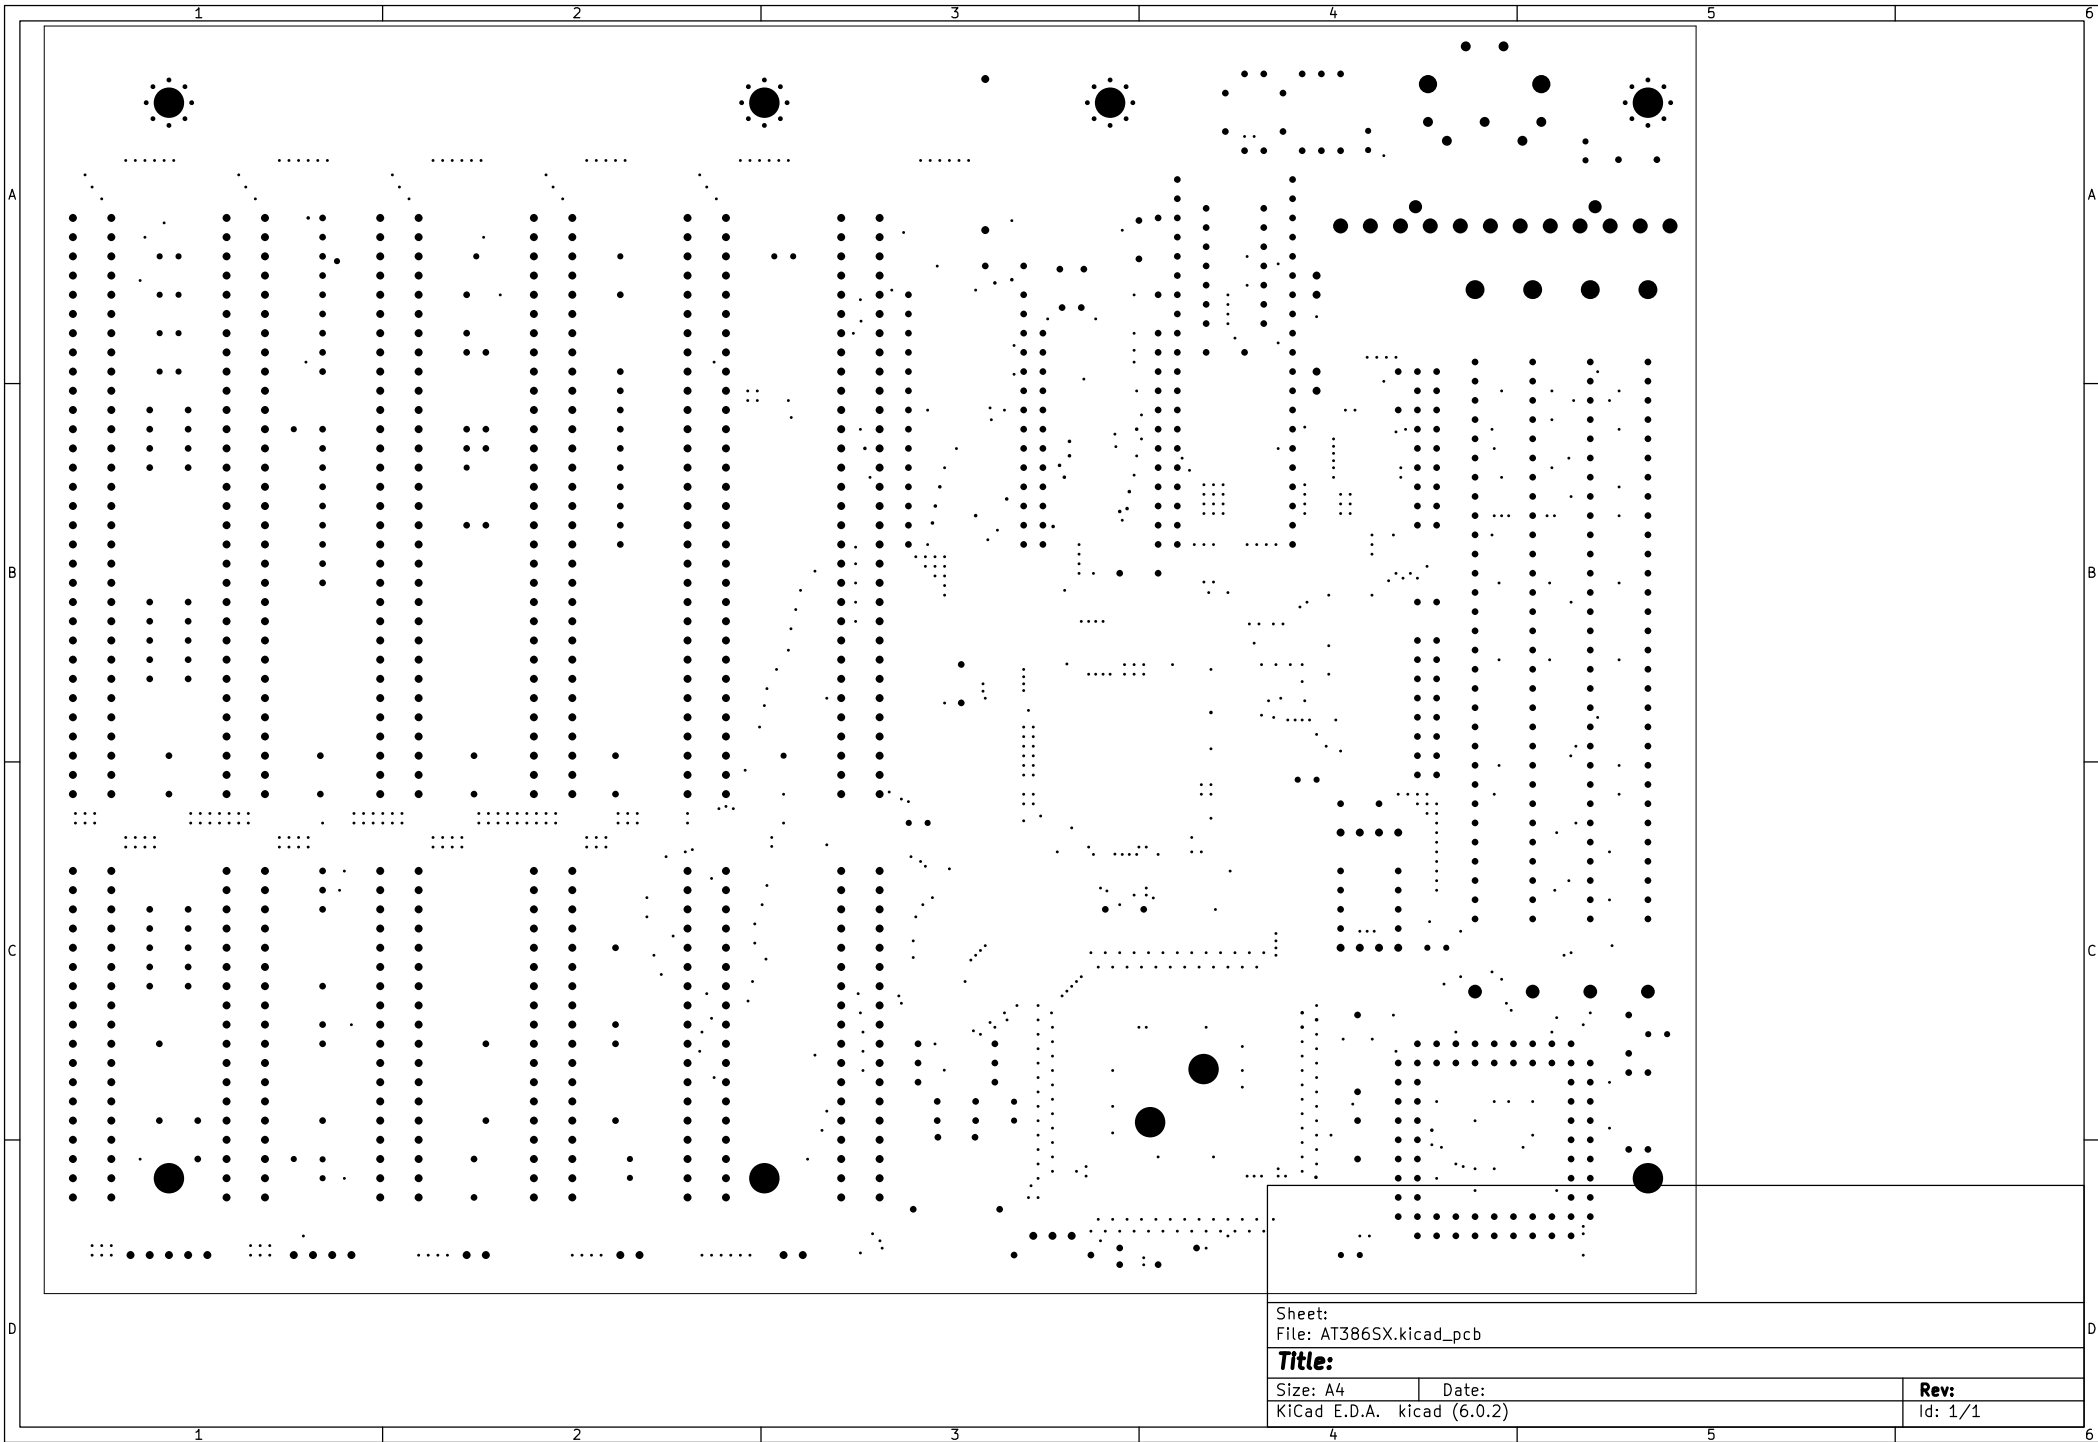 1 2 3 4 5 6
A A
B B
C C
D D
Sheet:
File: AT386SX.kicad_pcb
Title:
Size: A4 Date: Rev:
KiCad E.D.A. kicad (6.0.2) Id: 1/1
1 2 3 4 5 6